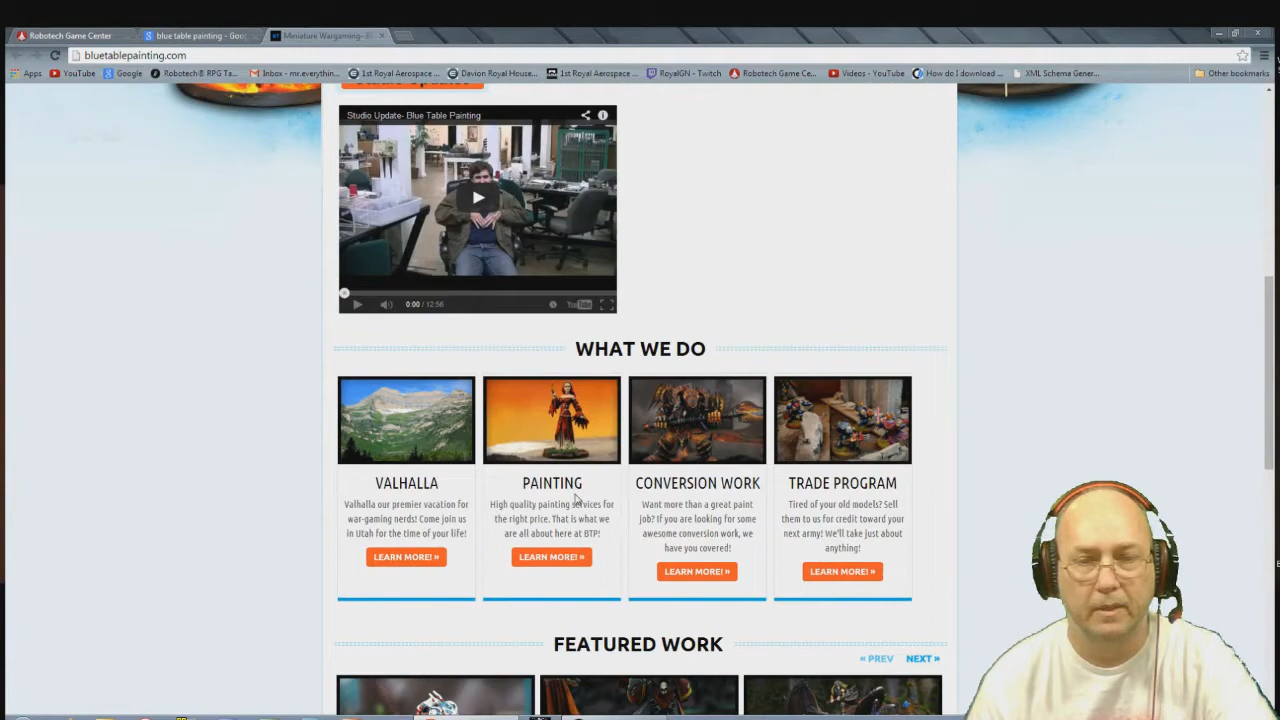 Robotech Game Center
blue table painting - Goo
Miniature Wargaming- Bl
bluetablepainting.com
Apps
YouTube
Google
Robotech® RPG Ta...
Inbox - mr.everythin...
1st Royal Aerospace ...
Davion Royal House...
1st Royal Aerospace ...
RoyalGN - Twitch
Robotech Game Ce...
Videos - YouTube
How do I download ...
XML Schema Gener...
Other bookmarks
Studio Update- Blue Table Painting
0:00 / 12:56
YouTube
WHAT WE DO
VALHALLA
Valhalla our premier vacation for
war-gaming nerds! Come join us
in Utah for the time of your life!
LEARN MORE! »
PAINTING
High quality painting services for
the right price. That is what we
are all about here at BTP!
LEARN MORE! »
CONVERSION WORK
Want more than a great paint
job? If you are looking for some
awesome conversion work, we
have you covered!
LEARN MORE! »
TRADE PROGRAM
Tired of your old models? Sell
them to us for credit toward your
next army! We'll take just about
anything!
LEARN MORE! »
FEATURED WORK
« PREV NEXT »